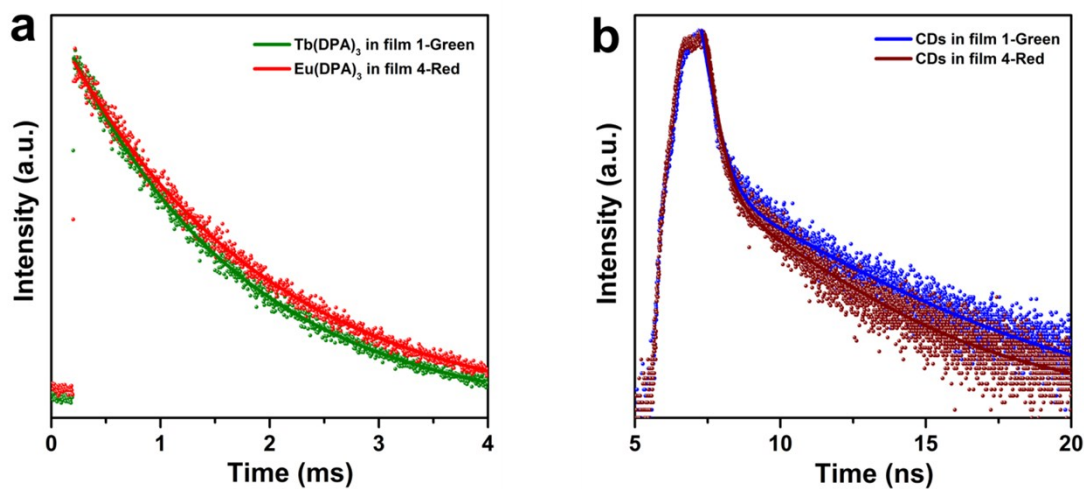 a
Tb(DPA)3 in film 1-Green
Eu(DPA)3 in film 4-Red
Intensity (a.u.)
0 1 2 3 4
Time (ms)
b
CDs in film 1-Green
CDs in film 4-Red
Intensity (a.u.)
5 10 15 20
Time (ns)